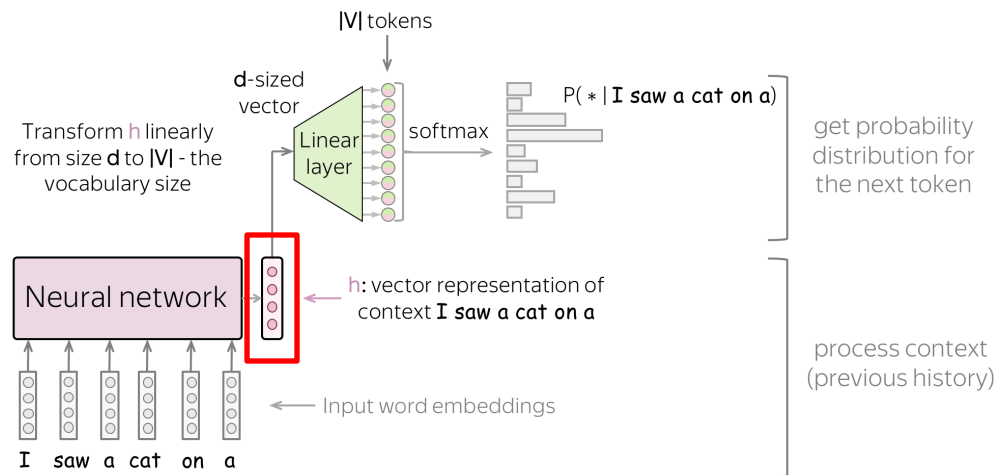 |V| tokens
d-sized
vector
Transform h linearly
from size d to |V| - the
vocabulary size
Linear
layer
softmax
P( * | I saw a cat on a)
get probability
distribution for
the next token
Neural network
h: vector representation of
context I saw a cat on a
process context
(previous history)
Input word embeddings
I saw a cat on a